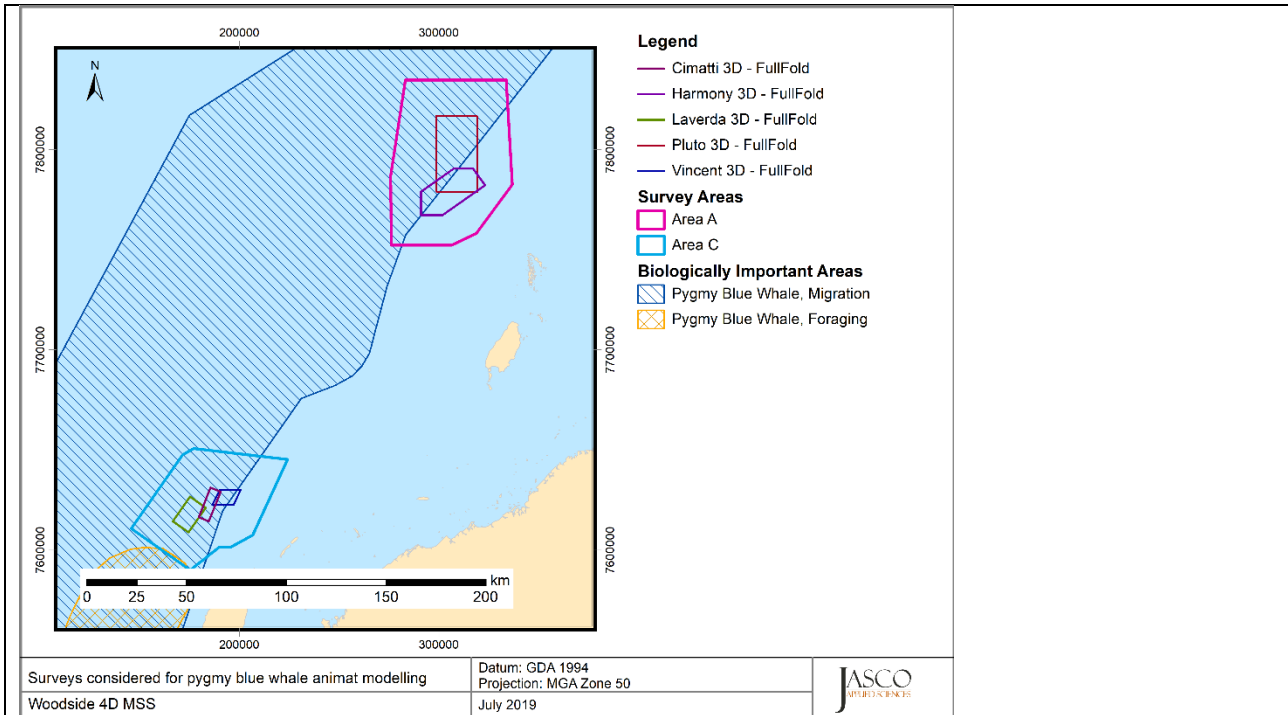 200000
300000
N
7800000
7800000
7700000
7700000
7600000
7600000
km
0
25
50
100
150
200
200000
300000
Legend
Cimatti 3D - FullFold
Harmony 3D - FullFold
Laverda 3D - FullFold
Pluto 3D - FullFold
Vincent 3D - FullFold
Survey Areas
Area A
Area C
Biologically Important Areas
Pygmy Blue Whale, Migration
Pygmy Blue Whale, Foraging
Surveys considered for pygmy blue whale animat modelling
Woodside 4D MSS
Datum: GDA 1994
Projection: MGA Zone 50
July 2019
JASCO
APPLIED SCIENCES